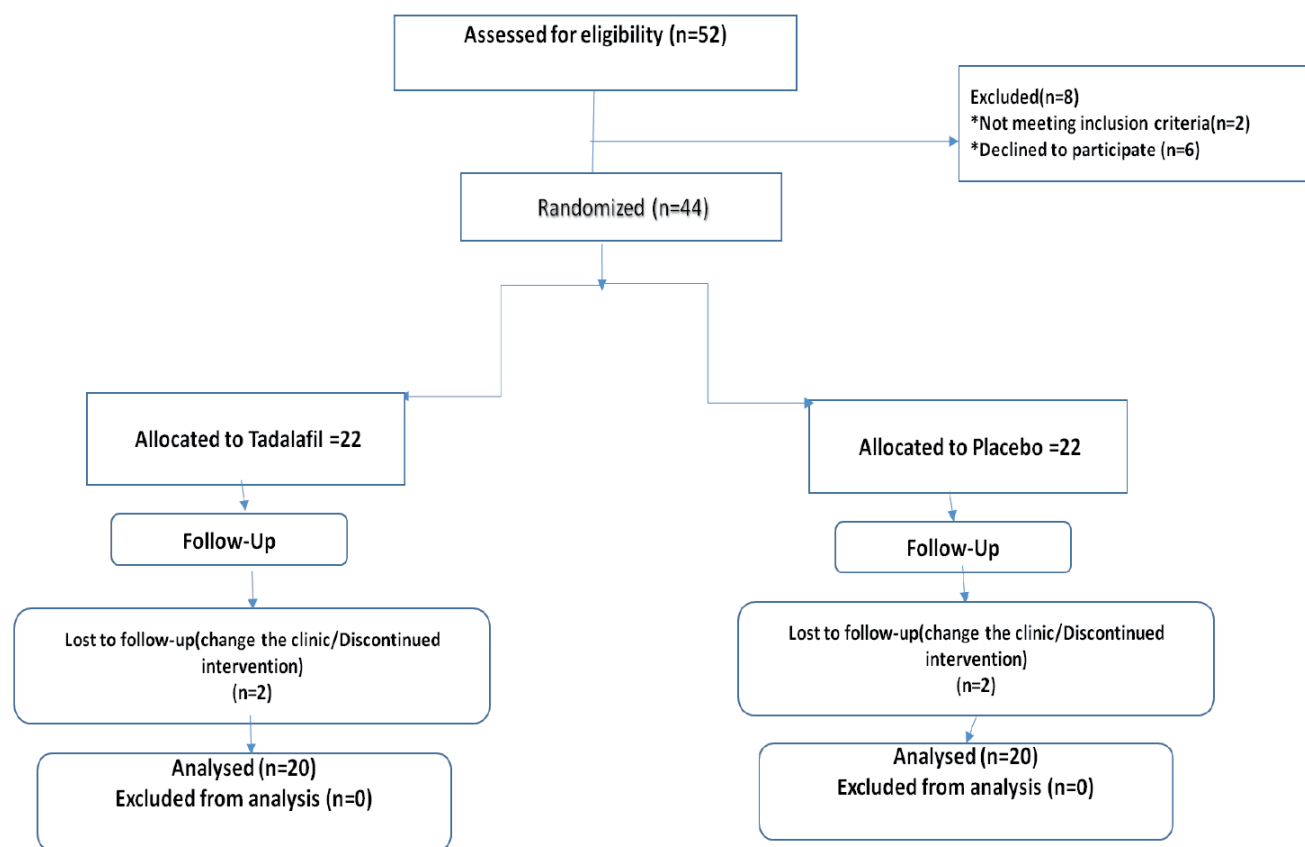 Assessed for eligibility (n=52)
Excluded(n=8)
*Not meeting inclusion criteria(n=2)
*Declined to participate (n=6)
Randomized (n=44)
Allocated to Tadalafil =22
Allocated to Placebo =22
Follow-Up
Follow-Up
Lost to follow-up(change the clinic/Discontinued
intervention)
(n=2)
Lost to follow-up(change the clinic/Discontinued
intervention)
(n=2)
Analysed (n=20)
Excluded from analysis (n=0)
Analysed (n=20)
Excluded from analysis (n=0)